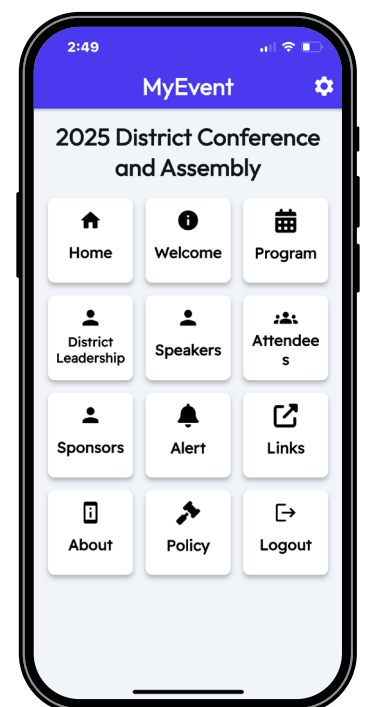 2:49
MyEvent
2025 District Conference
and Assembly
Home
Welcome
Program
District
Leadership
Speakers
Attendee
s
Sponsors
Alert
Links
About
Policy
Logout